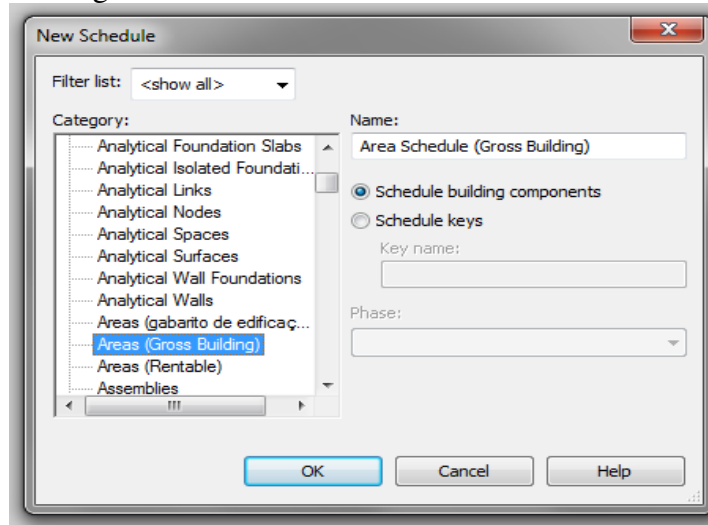 New Schedule
Filter list:
<show all>
Category:
Analytical Foundation Slabs
Analytical Isolated Foundati...
Analytical Links
Analytical Nodes
Analytical Spaces
Analytical Surfaces
Analytical Wall Foundations
Analytical Walls
Areas (gabarito de edificaç...
Areas (Gross Building)
Areas (Rentable)
Assemblies
Name:
Area Schedule (Gross Building)
Schedule building components
Schedule keys
Key name:
Phase:
OK
Cancel
Help